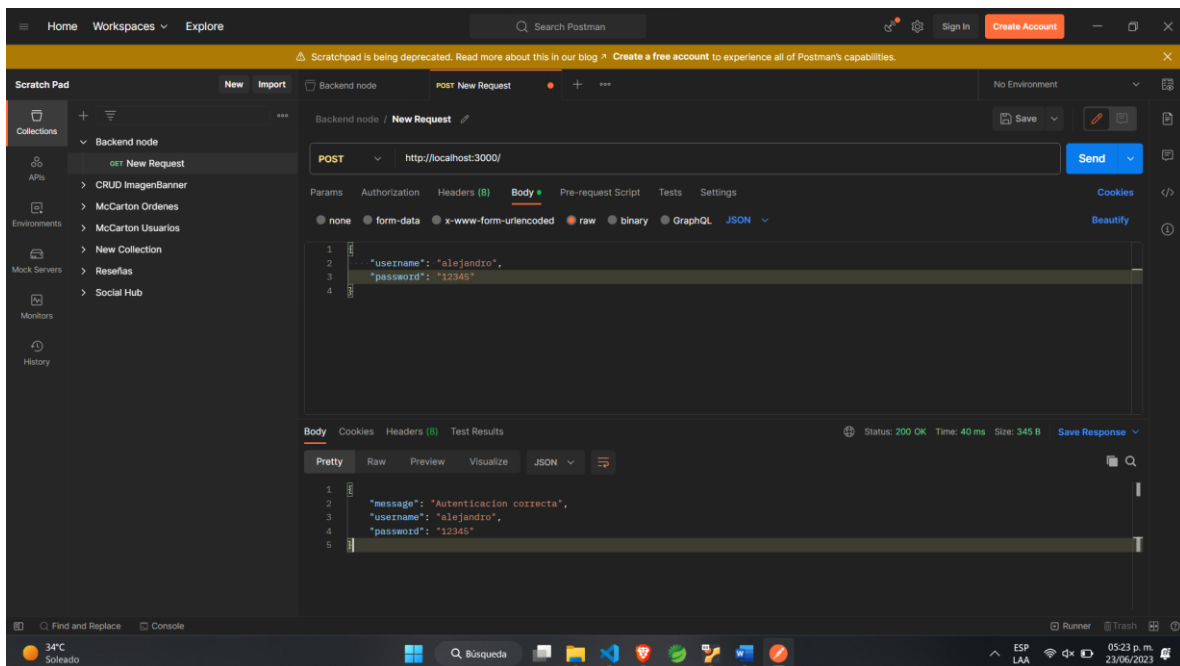 Home Workspaces Explore Search Postman Sign In Create Account
Scratchpad is being deprecated. Read more about this in our blog ↗ Create a free account to experience all of Postman's capabilities.
Scratch Pad New Import Backend node POST New Request No Environment
Collections
APIs
Environments
Mock Servers
Monitors
History
Backend node
GET New Request
CRUD ImagenBanner
McCarton Ordenes
McCarton Usuarios
New Collection
Reseñas
Social Hub
Backend node / New Request Save
POST http://localhost:3000/ Send
Params Authorization Headers (8) Body Pre-request Script Tests Settings Cookies
none form-data x-www-form-urlencoded raw binary GraphQL JSON Beautify
1 {
2 "username": "alejandro",
3 "password": "12345"
4 }
Body Cookies Headers (8) Test Results Status: 200 OK Time: 40 ms Size: 345 B Save Response
Pretty Raw Preview Visualize JSON
1 {
2 "message": "Autenticacion correcta",
3 "username": "alejandro",
4 "password": "12345"
5 }
Find and Replace Console Runner Trash
34°C
Soleado
Búsqueda
ESP
LAA
05:23 p. m.
23/06/2023